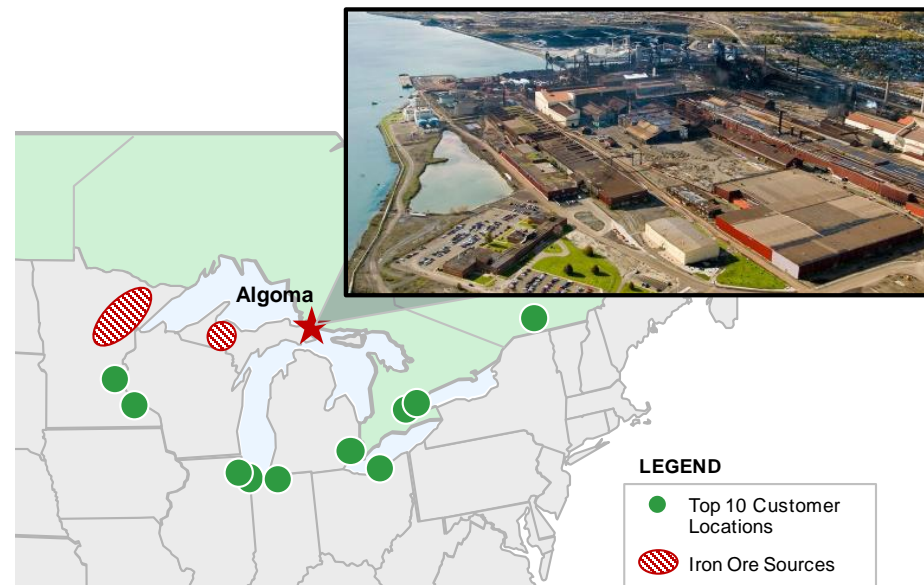 Algoma
LEGEND
Top 10 Customer
Locations
Iron Ore Sources